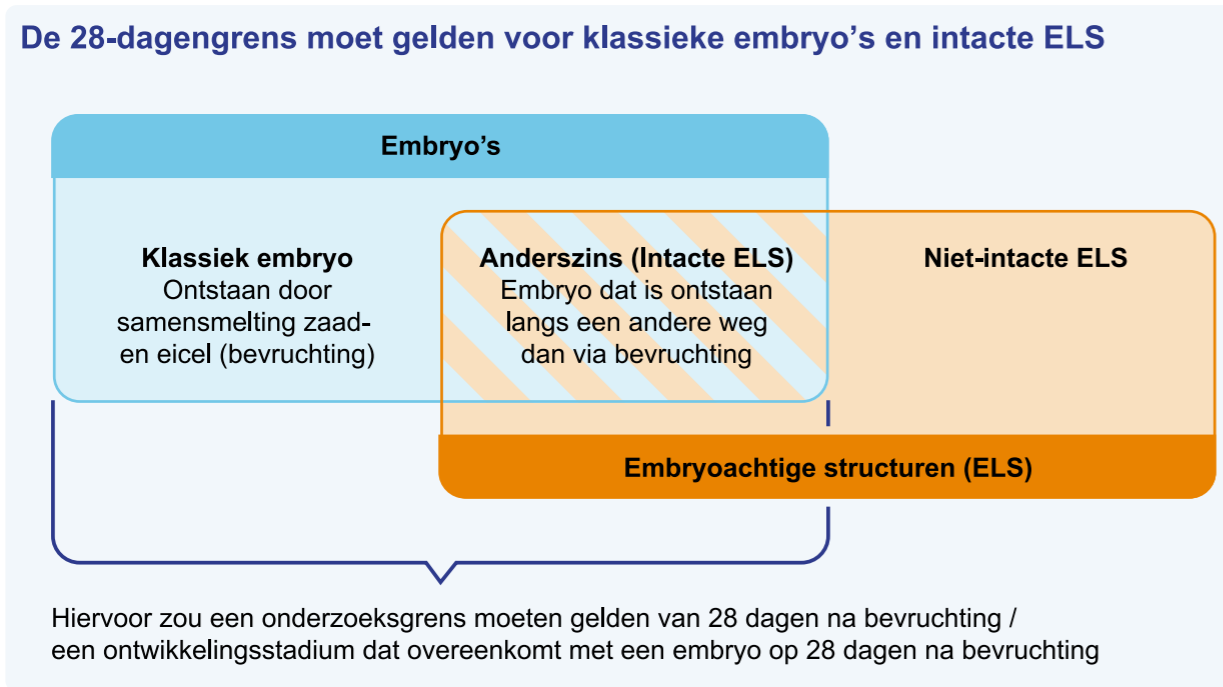 De 28-dagengrens moet gelden voor klassieke embryo’s en intacte ELS
Embryo’s
Klassiek embryo
Ontstaan door
samensmelting zaad-
en eicel (bevruchting)
Anderszins (Intacte ELS)
Embryo dat is ontstaan
langs een andere weg
dan via bevruchting
Niet-intacte ELS
Embryoachtige structuren (ELS)
Hiervoor zou een onderzoeksgrens moeten gelden van 28 dagen na bevruchting /
een ontwikkelingsstadium dat overeenkomt met een embryo op 28 dagen na bevruchting